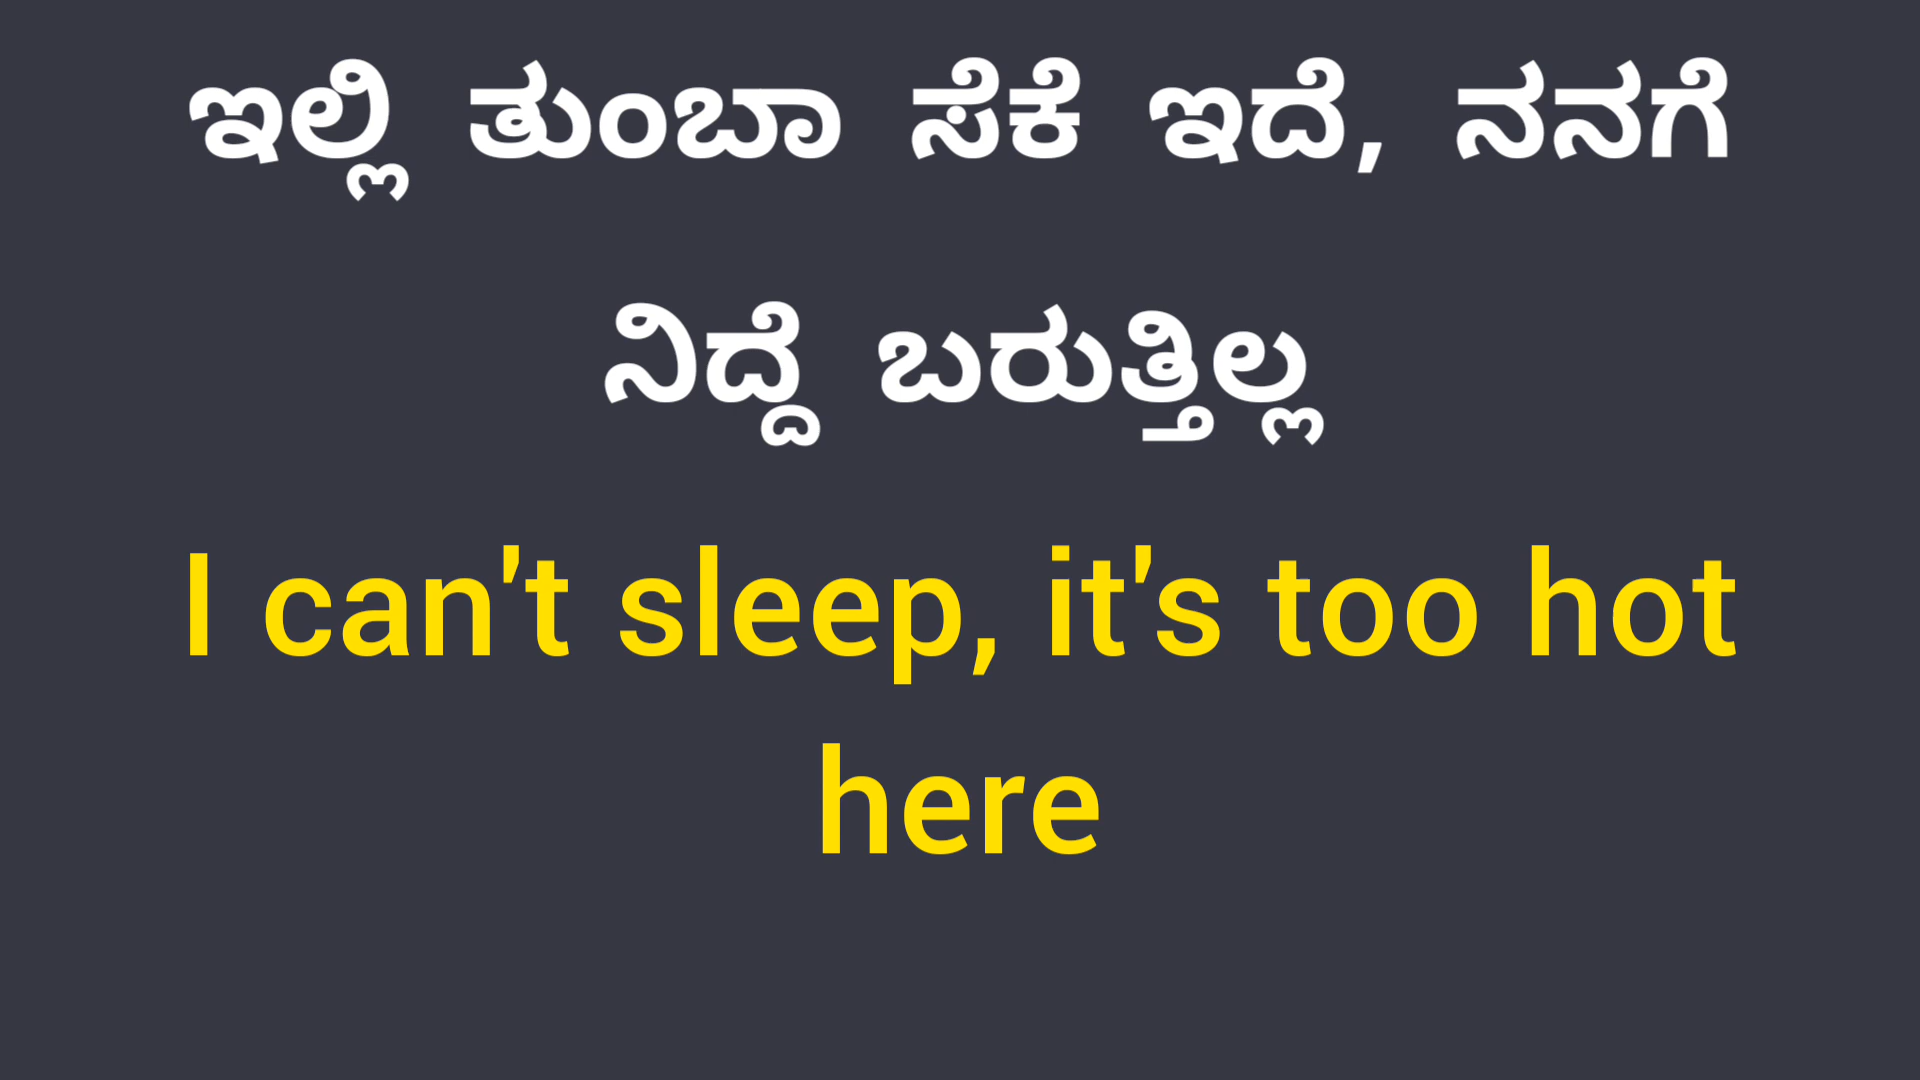 ಇಲ್ಲಿ ತುಂಬಾ ಸೆಕೆ ಇದೆ, ನನಗೆ
ನಿದ್ದೆ ಬರುತ್ತಿಲ್ಲ
I can't sleep, it's too hot
here